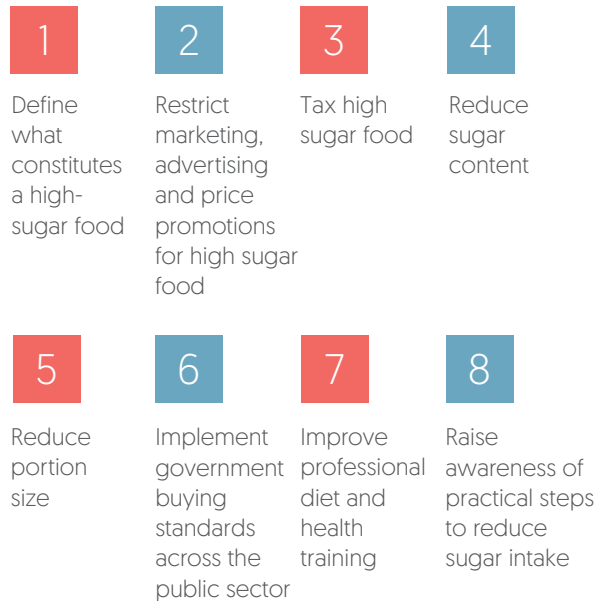 1
Define
what
constitutes
a high-
sugar food
2
Restrict
marketing,
advertising
and price
promotions
for high sugar
food
3
Tax high
sugar food
4
Reduce
sugar
content
5
Reduce
portion
size
6
Implement
government
buying
standards
across the
public sector
7
Improve
professional
diet and
health
training
8
Raise
awareness of
practical steps
to reduce
sugar intake